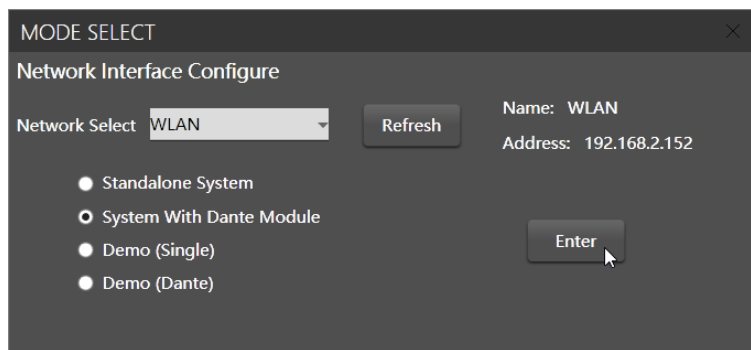 MODE SELECT
Network Interface Configure
Network Select WLAN Refresh
Name: WLAN
Address: 192.168.2.152
Standalone System
System With Dante Module
Demo (Single)
Demo (Dante)
Enter